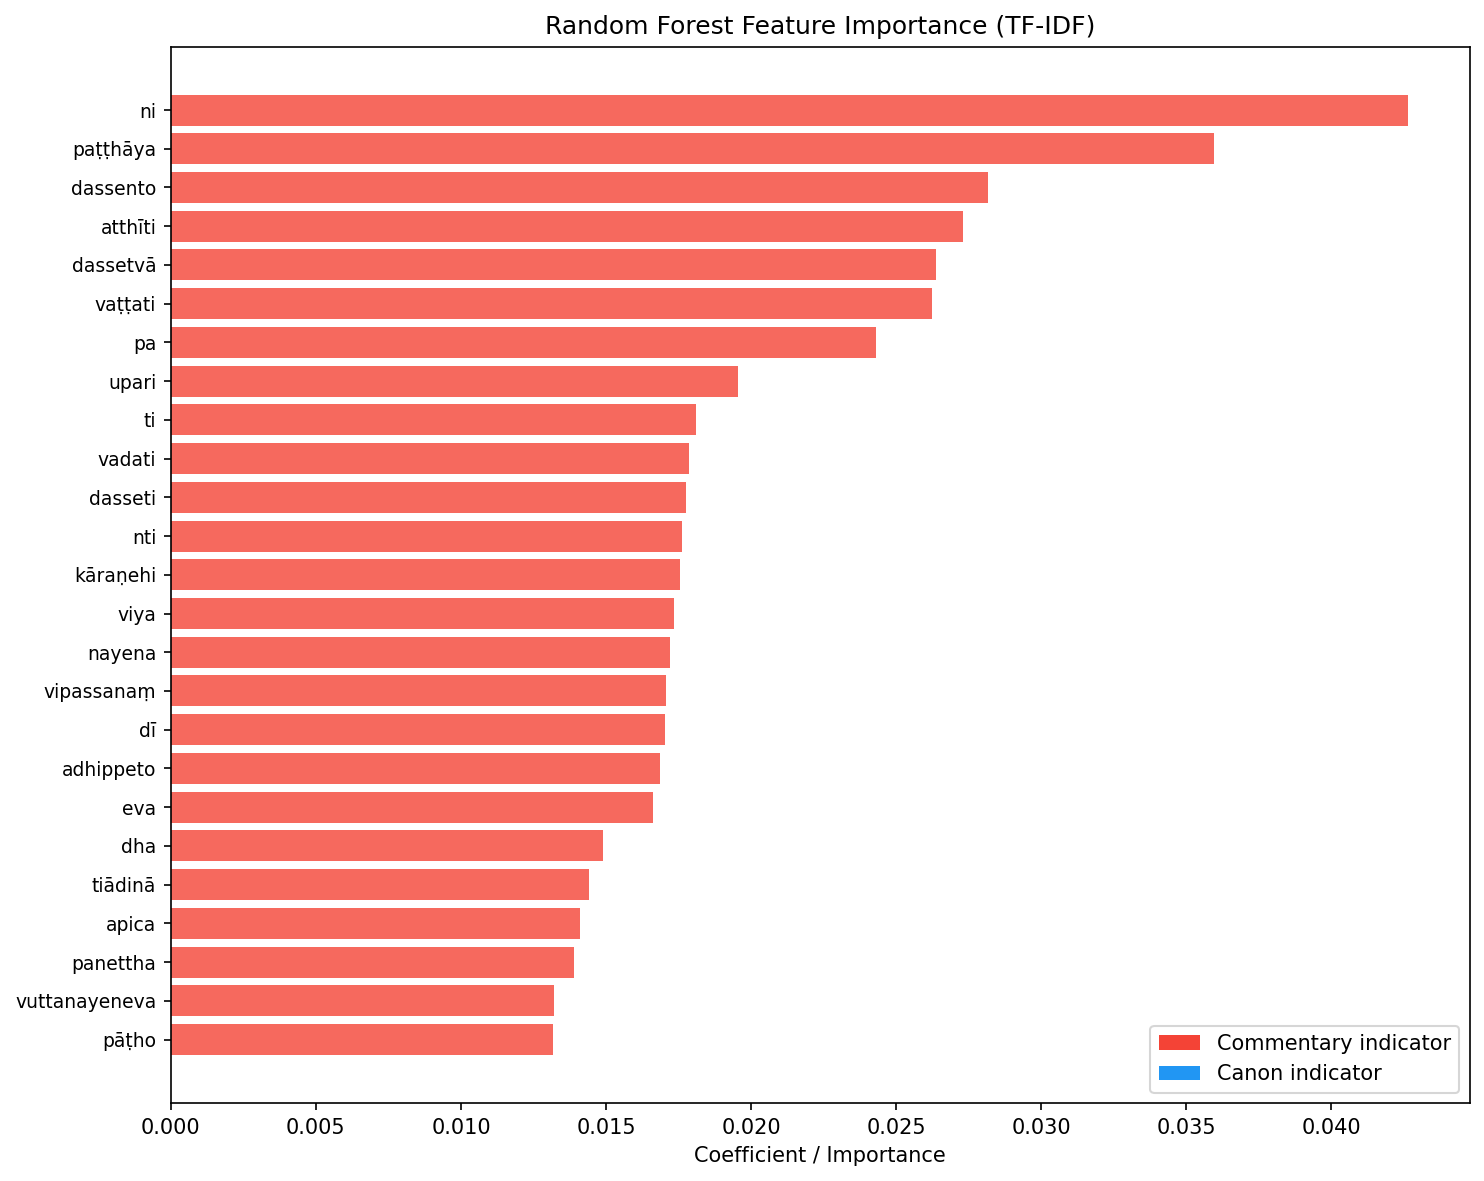 Random Forest Feature Importance (TF-IDF)
ni
paṭṭhāya
dassento
atthīti
dassetvā
vaṭṭati
pa
upari
ti
vadati
dasseti
nti
kāraṇehi
viya
nayena
vipassanaṃ
dī
adhippeto
eva
dha
tiādinā
apica
panettha
vuttanayeneva
pāṭho
Commentary indicator
Canon indicator
0.000 0.005 0.010 0.015 0.020 0.025 0.030 0.035 0.040
Coefficient / Importance